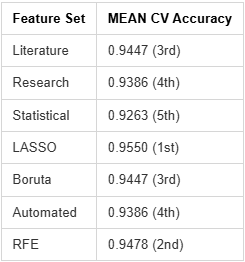 Feature Set MEAN CV Accuracy
Literature 0.9447 (3rd)
Research 0.9386 (4th)
Statistical 0.9263 (5th)
LASSO 0.9550 (1st)
Boruta 0.9447 (3rd)
Automated 0.9386 (4th)
RFE 0.9478 (2nd)